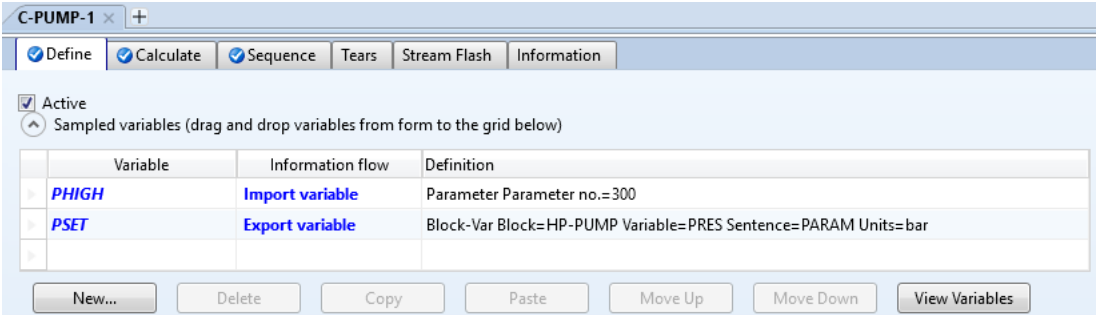 C-PUMP-1 × +
Define Calculate Sequence Tears Stream Flash Information
Active
Sampled variables (drag and drop variables from form to the grid below)
Variable Information flow Definition
PHIGH Import variable Parameter Parameter no.=300
PSET Export variable Block-Var Block=HP-PUMP Variable=PRES Sentence=PARAM Units=bar
New... Delete Copy Paste Move Up Move Down View Variables